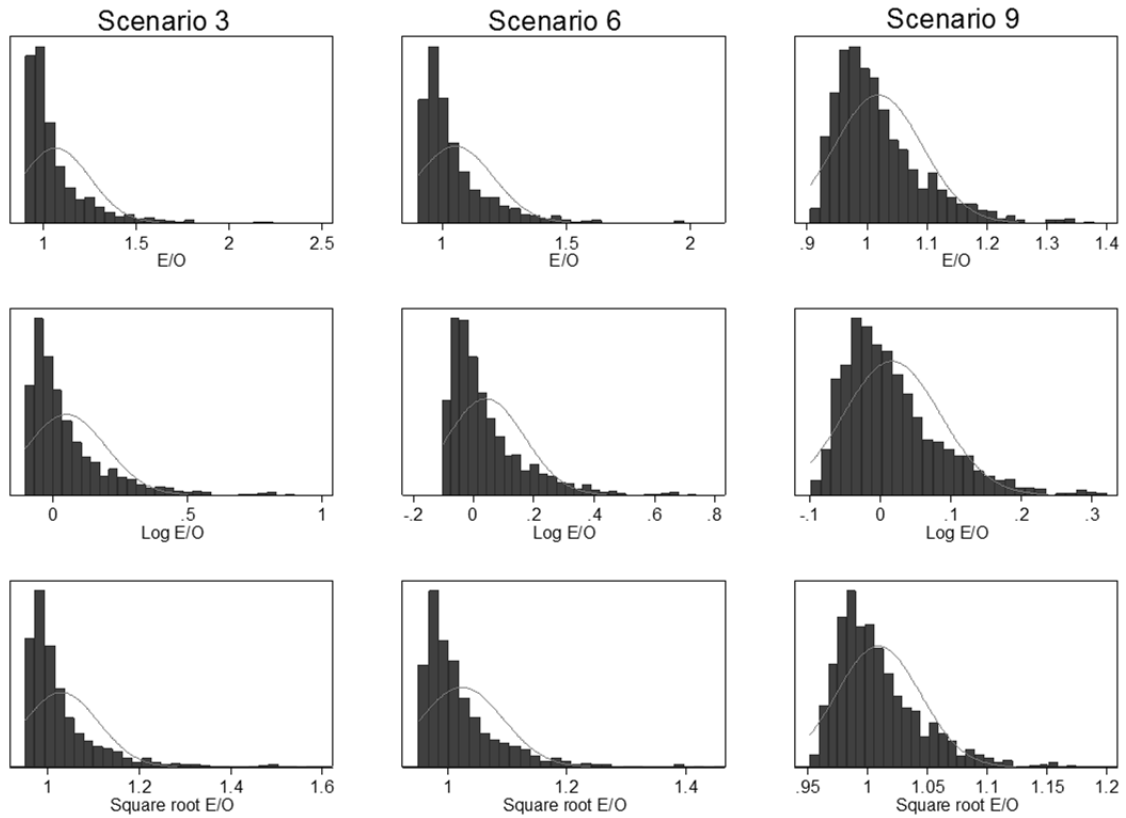 Scenario 3 Scenario 6 Scenario 9
1 1.5 2 2.5 1 1.5 2 .9 1 1.1 1.2 1.3 1.4
E/O E/O E/O
0 .5 1 -.2 0 .2 .4 .6 .8 -.1 0 .1 .2 .3
Log E/O Log E/O Log E/O
1 1.2 1.4 1.6 1 1.2 1.4 .95 1 1.05 1.1 1.15 1.2
Square root E/O Square root E/O Square root E/O